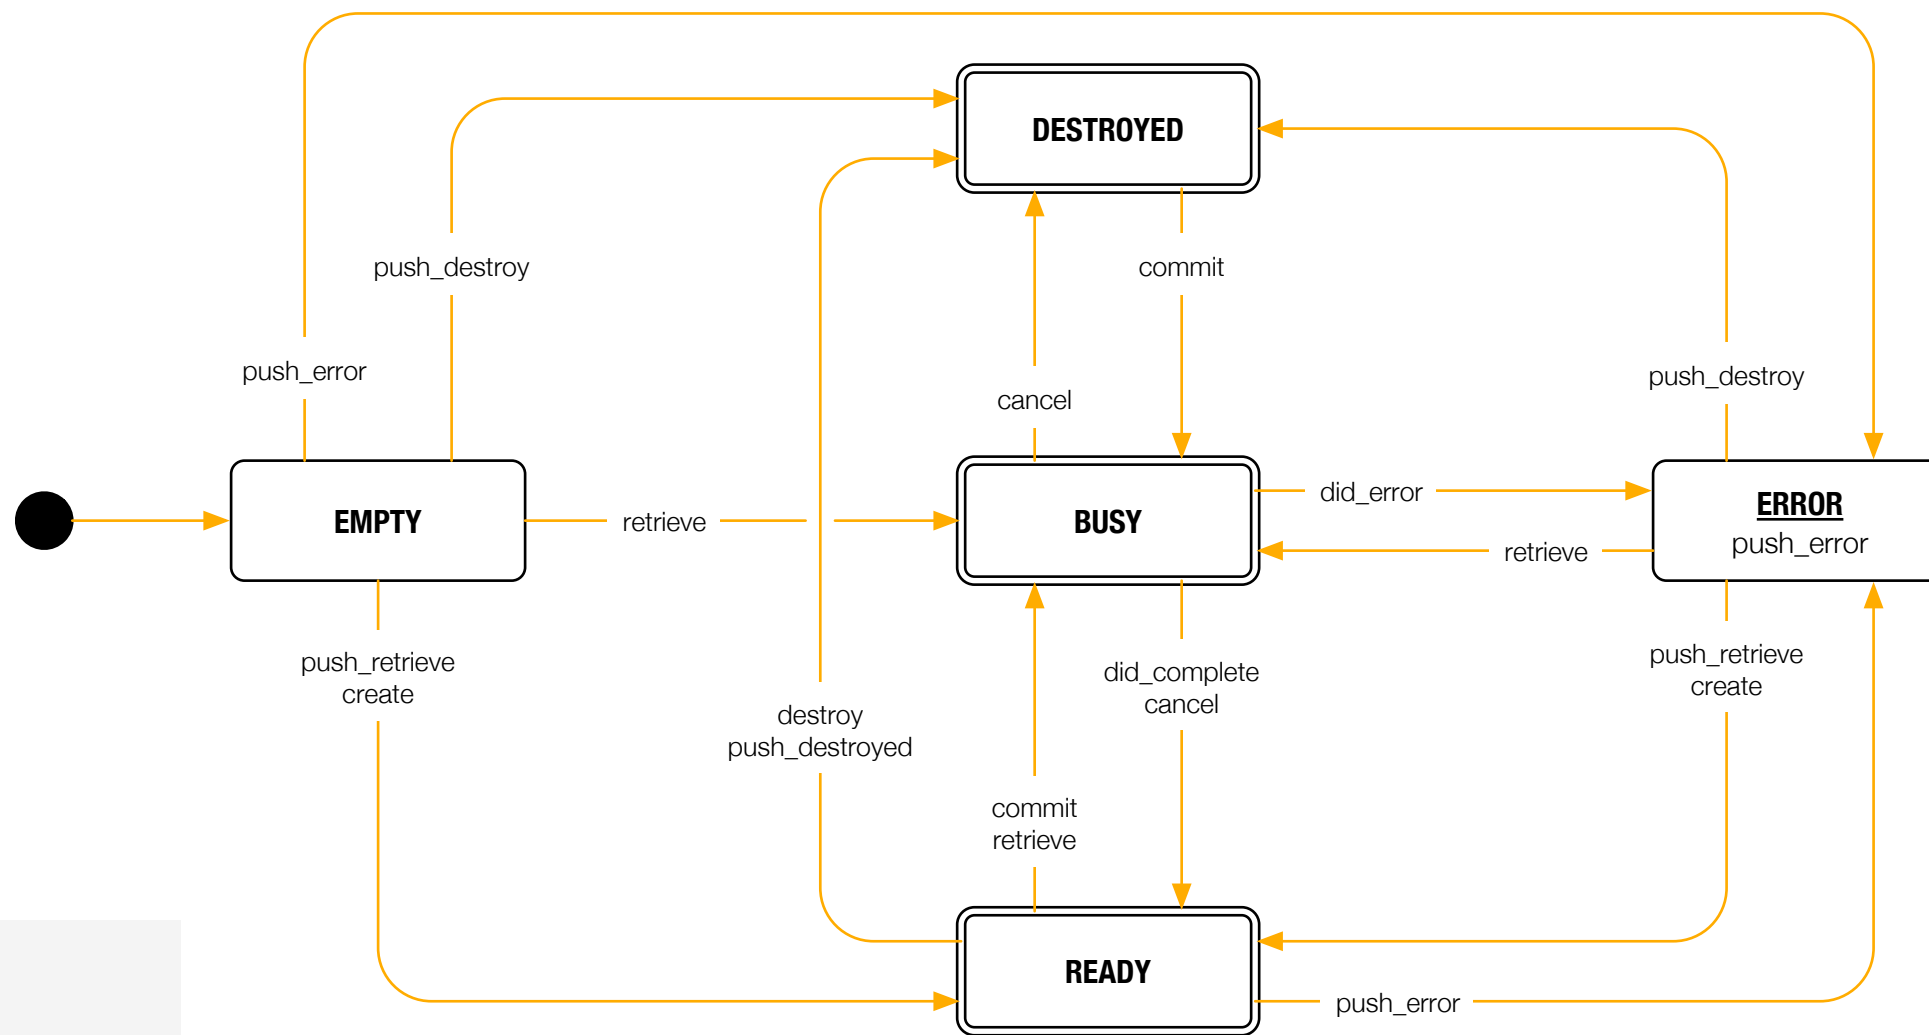 DESTROYED
push_destroy
commit
push_error
push_destroy
cancel
did_error
EMPTY
retrieve
BUSY
ERROR
push_error
retrieve
push_retrieve
create
did_complete
cancel
push_retrieve
create
destroy
push_destroyed
commit
retrieve
READY
push_error